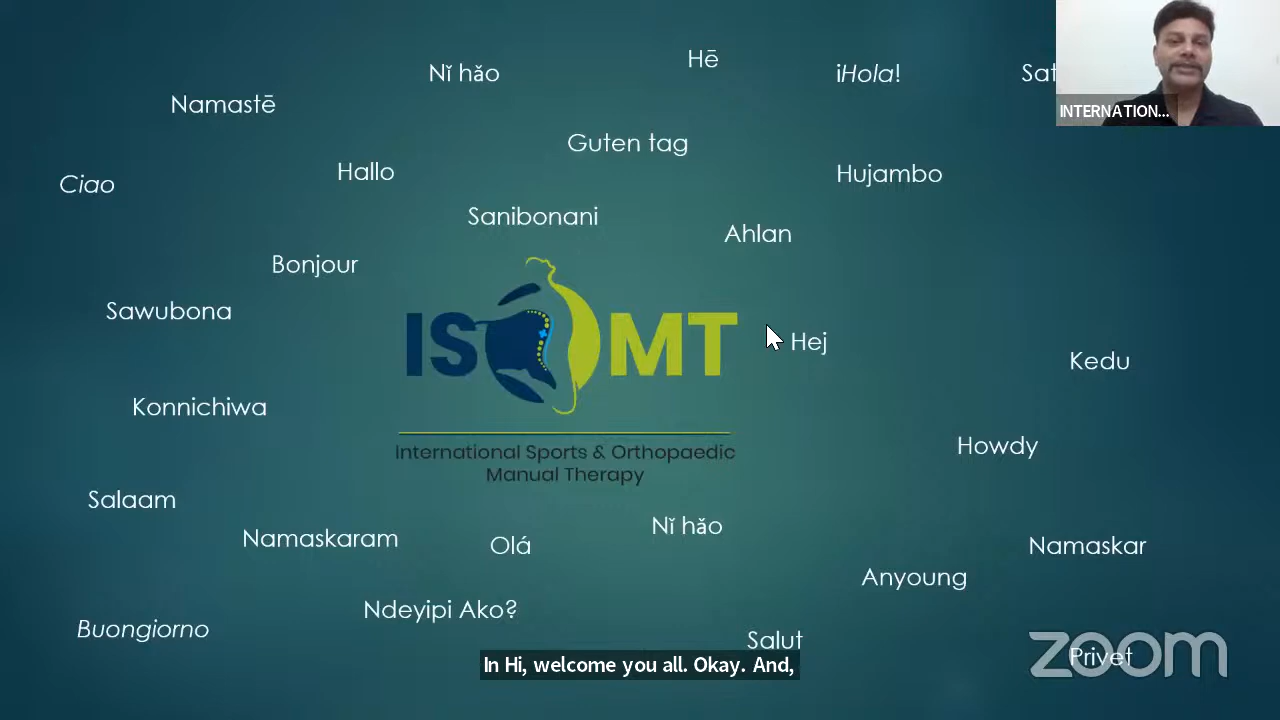 Hē
Nǐ hǎo
¡Hola!
Sat
Namastē
INTERNATION...
Guten tag
Hallo
Hujambo
Ciao
Sanibonani
Ahlan
Bonjour
Sawubona
ISOMT
Hej
Kedu
Konnichiwa
Howdy
International Sports & Orthopaedic
Manual Therapy
Salaam
Nǐ hǎo
Namaskaram
Olá
Namaskar
Anyoung
Ndeyipi Ako?
Buongiorno
Salut
zoom
Privet
In Hi, welcome you all. Okay. And,